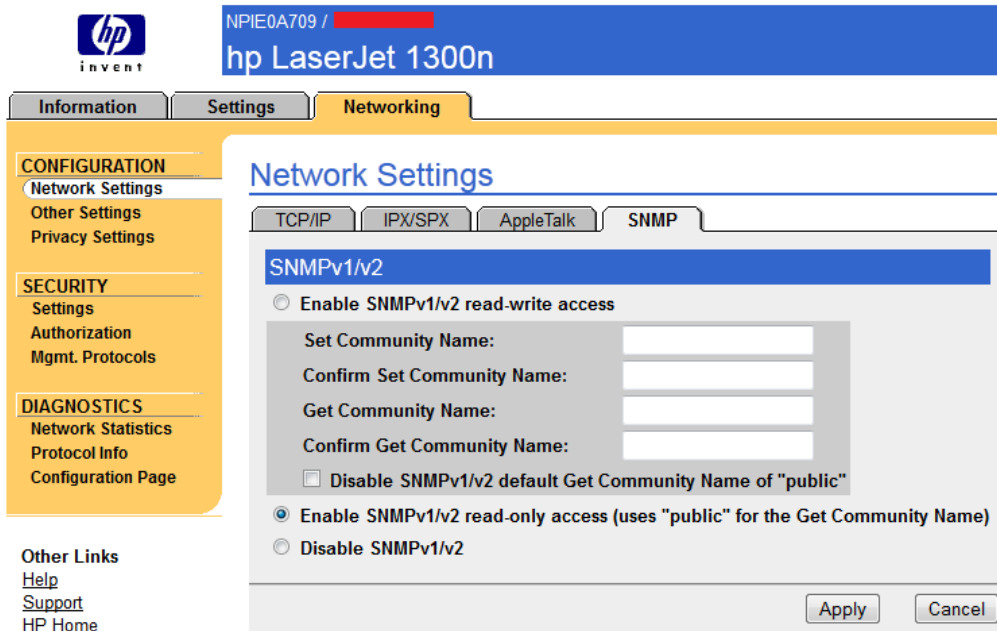 hp
invent
NPIE0A709 /
hp LaserJet 1300n
Information
Settings
Networking
CONFIGURATION
Network Settings
Other Settings
Privacy Settings
SECURITY
Settings
Authorization
Mgmt. Protocols
DIAGNOSTICS
Network Statistics
Protocol Info
Configuration Page
Other Links
Help
Support
HP Home
Network Settings
TCP/IP
IPX/SPX
AppleTalk
SNMP
SNMPv1/v2
Enable SNMPv1/v2 read-write access
Set Community Name:
Confirm Set Community Name:
Get Community Name:
Confirm Get Community Name:
Disable SNMPv1/v2 default Get Community Name of "public"
Enable SNMPv1/v2 read-only access (uses "public" for the Get Community Name)
Disable SNMPv1/v2
Apply
Cancel